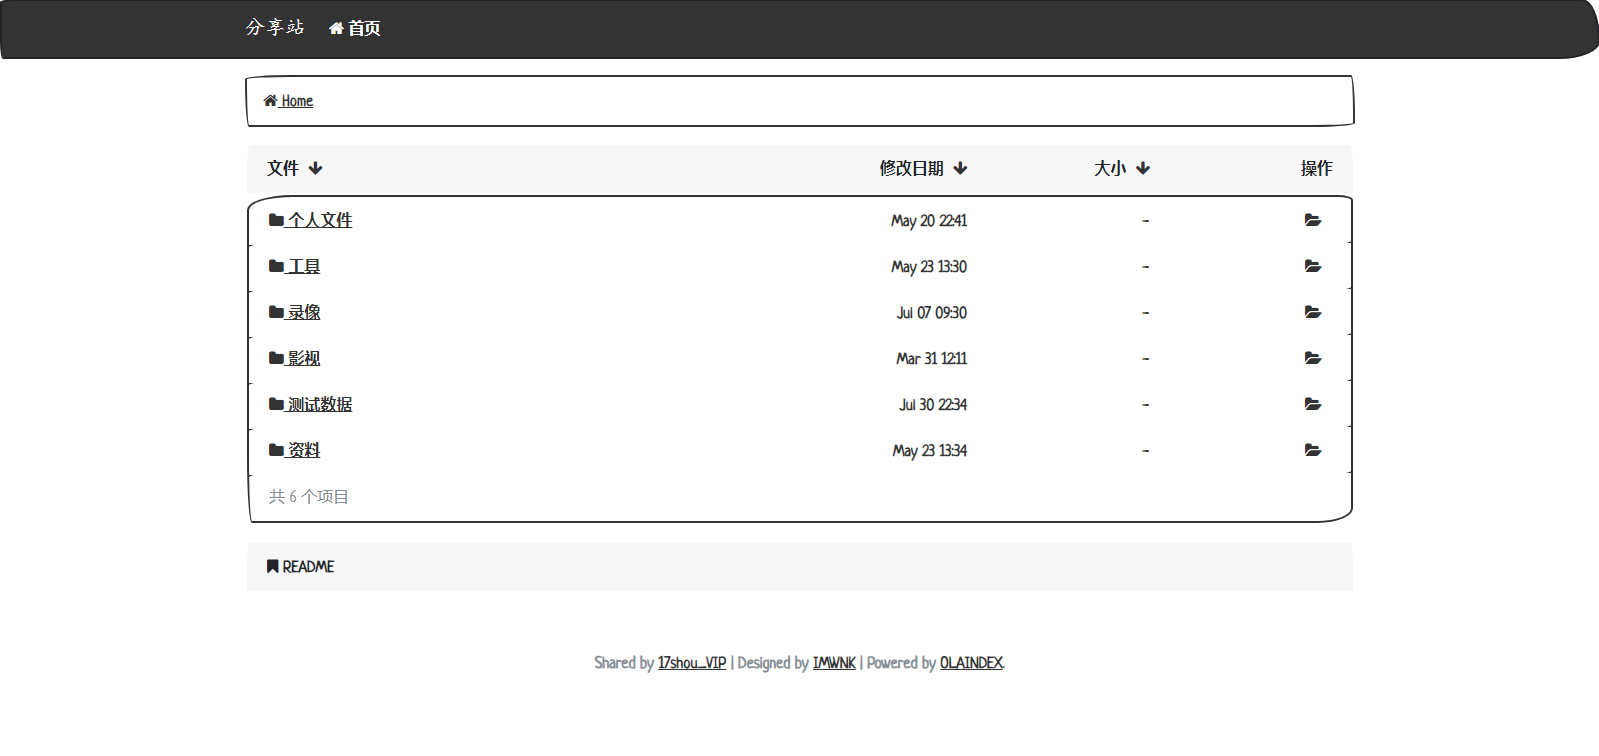 分享站 首页
Home
文件 修改日期 大小 操作
个人文件 May 20 22:41 -
工具 May 23 13:30 -
录像 Jul 07 09:30 -
影视 Mar 31 12:11 -
测试数据 Jul 30 22:34 -
资料 May 23 13:34 -
共 6 个项目
README
Shared by 17shou_VIP | Designed by IMWNK | Powered by OLAINDEX.